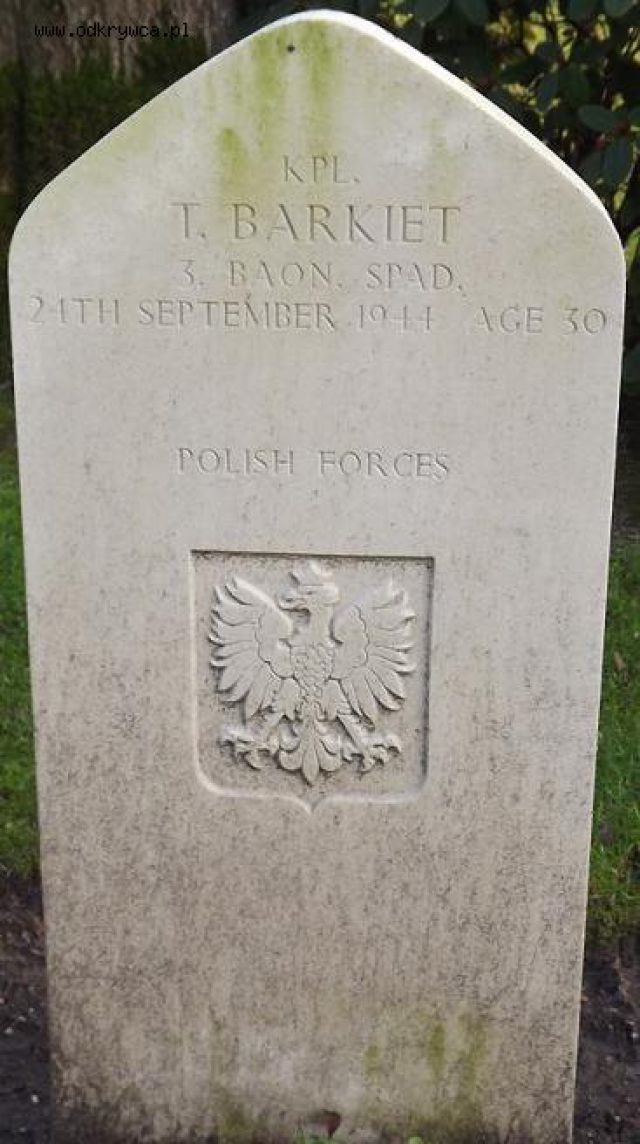 www.odkrywca.pl
KPL.
T. BARKIET
3. BAON. SPAD.
24TH SEPTEMBER 1944 AGE 30
POLISH FORCES